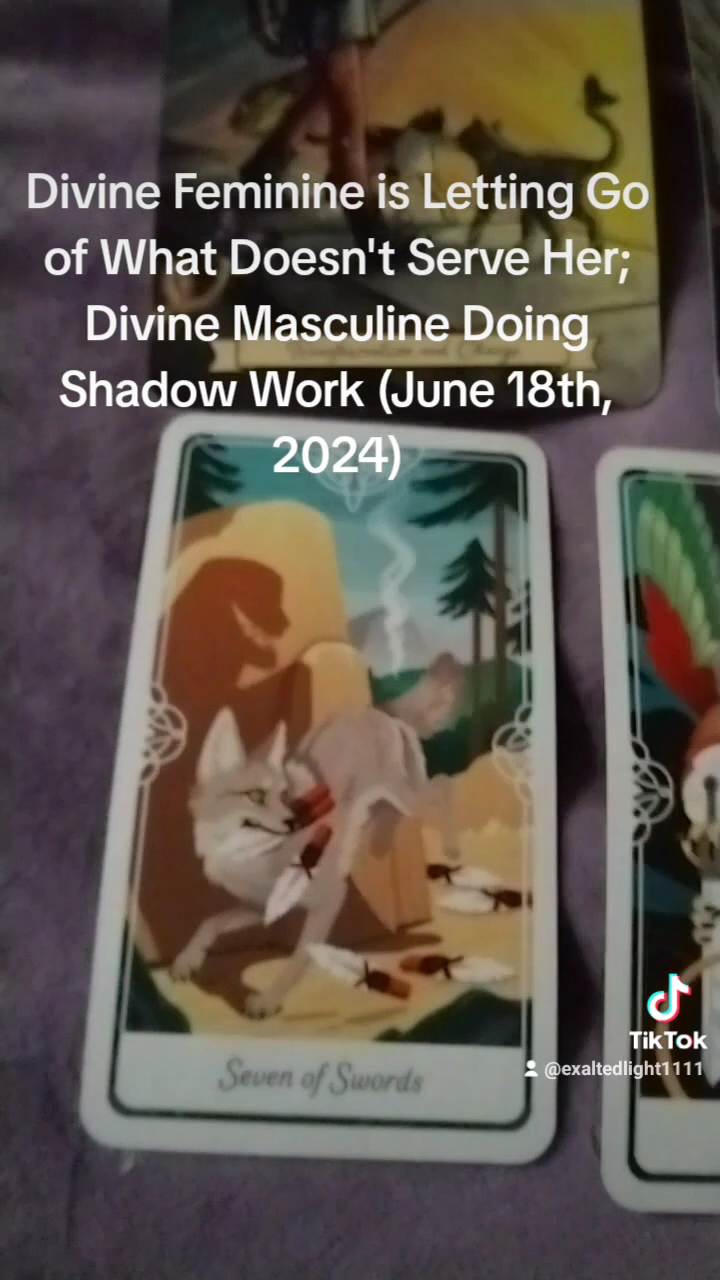 Divine Feminine is Letting Go
of What Doesn't Serve Her;
Divine Masculine Doing
Shadow Work (June 18th,
2024)
Seven of Swords
TikTok
@exaltedlight1111